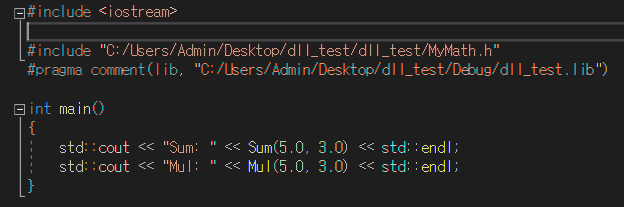 #include <iostream>
#include "C:/Users/Admin/Desktop/dll_test/dll_test/MyMath.h"
#pragma comment(lib, "C:/Users/Admin/Desktop/dll_test/Debug/dll_test.lib")
int main()
{
std::cout << "Sum: " << Sum(5.0, 3.0) << std::endl;
std::cout << "Mul: " << Mul(5.0, 3.0) << std::endl;
}